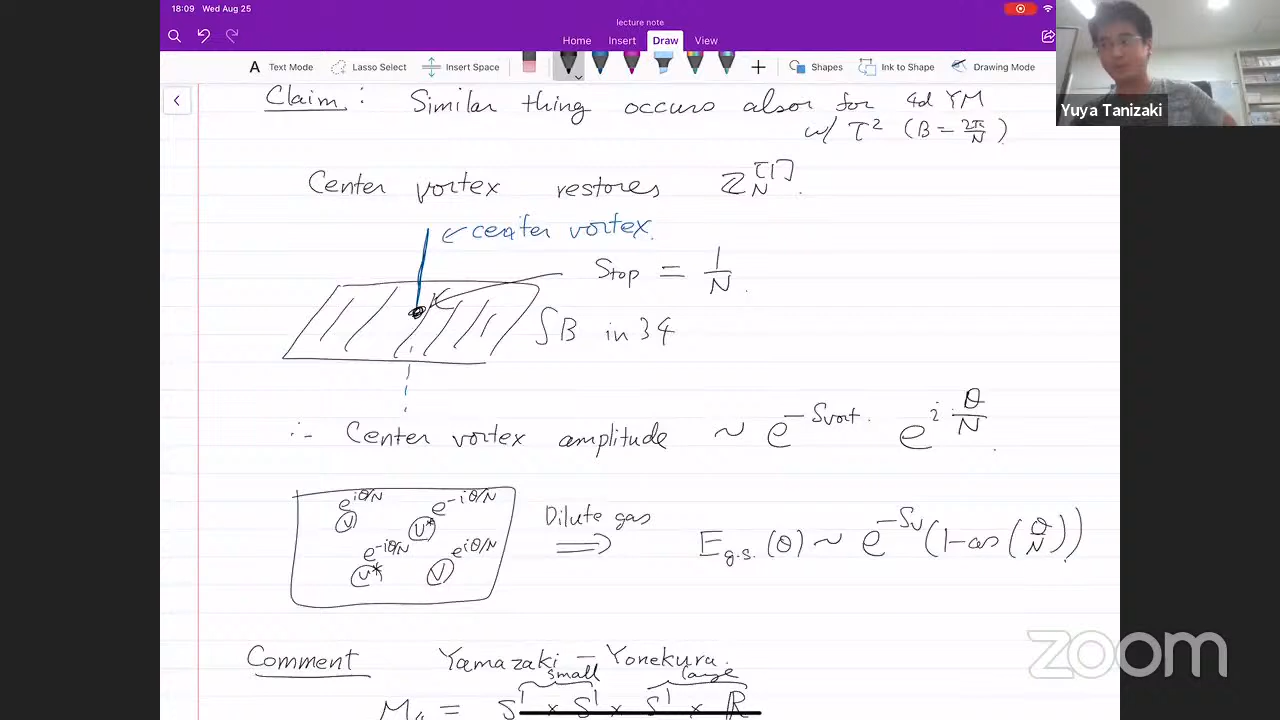 18:09 Wed Aug 25
lecture note
Home Insert Draw View
Text Mode Lasso Select Insert Space Shapes Ink to Shape Drawing Mode
Yuya Tanizaki
Claim : Similar thing occurs alsor for 4d YM
w/ T² (B = 2π/N)
Center vortex restores Z_N^[1].
← center vortex.
Stop = 1/N.
∫B in 34
∴ Center vortex amplitude ~ e^{-Svort.} e^{i θ/N}.
e^{iθ/N} e^{-iθ/N}
V V*
e^{-iθ/N} e^{iθ/N}
V* V
Dilute gas
⇒ E_{g.s.}(θ) ~ e^{-Sv}(1-cos(θ/N))
Comment Yamazaki - Yonekura.
small large
M₄ = S¹ × S¹ × S¹ × R
zoom